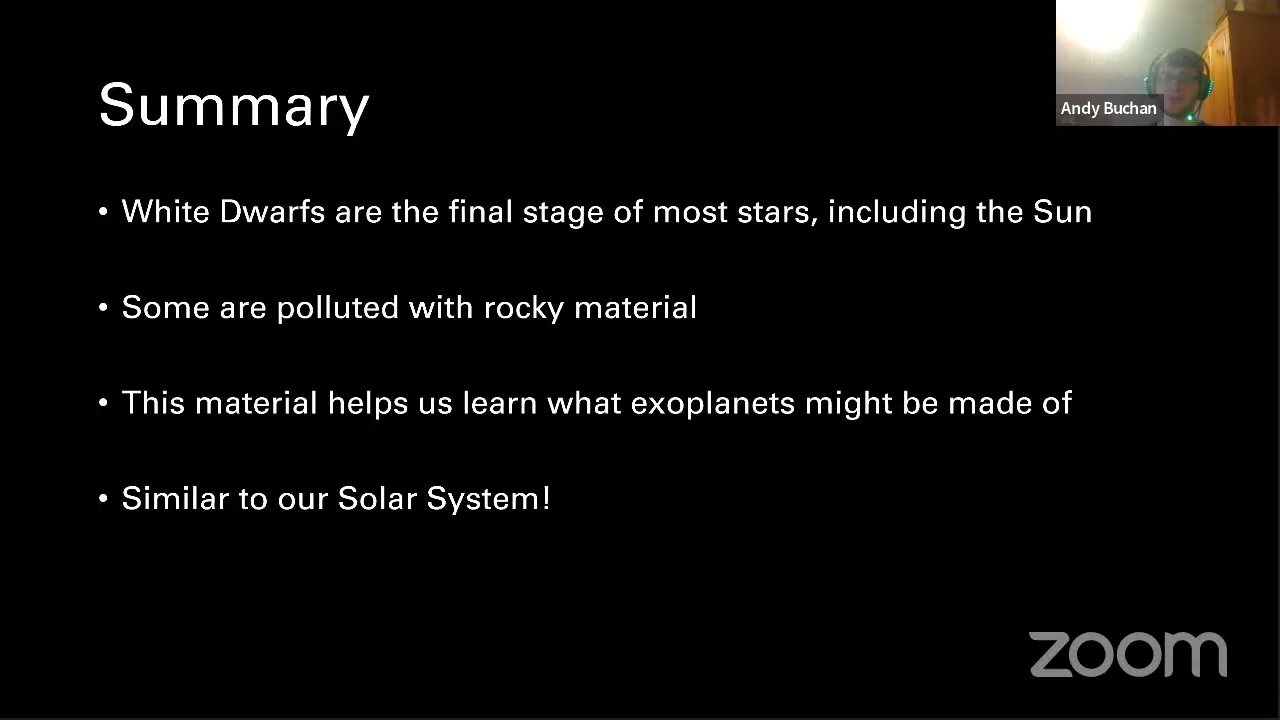 Summary
Andy Buchan
• White Dwarfs are the final stage of most stars, including the Sun
• Some are polluted with rocky material
• This material helps us learn what exoplanets might be made of
• Similar to our Solar System!
zoom